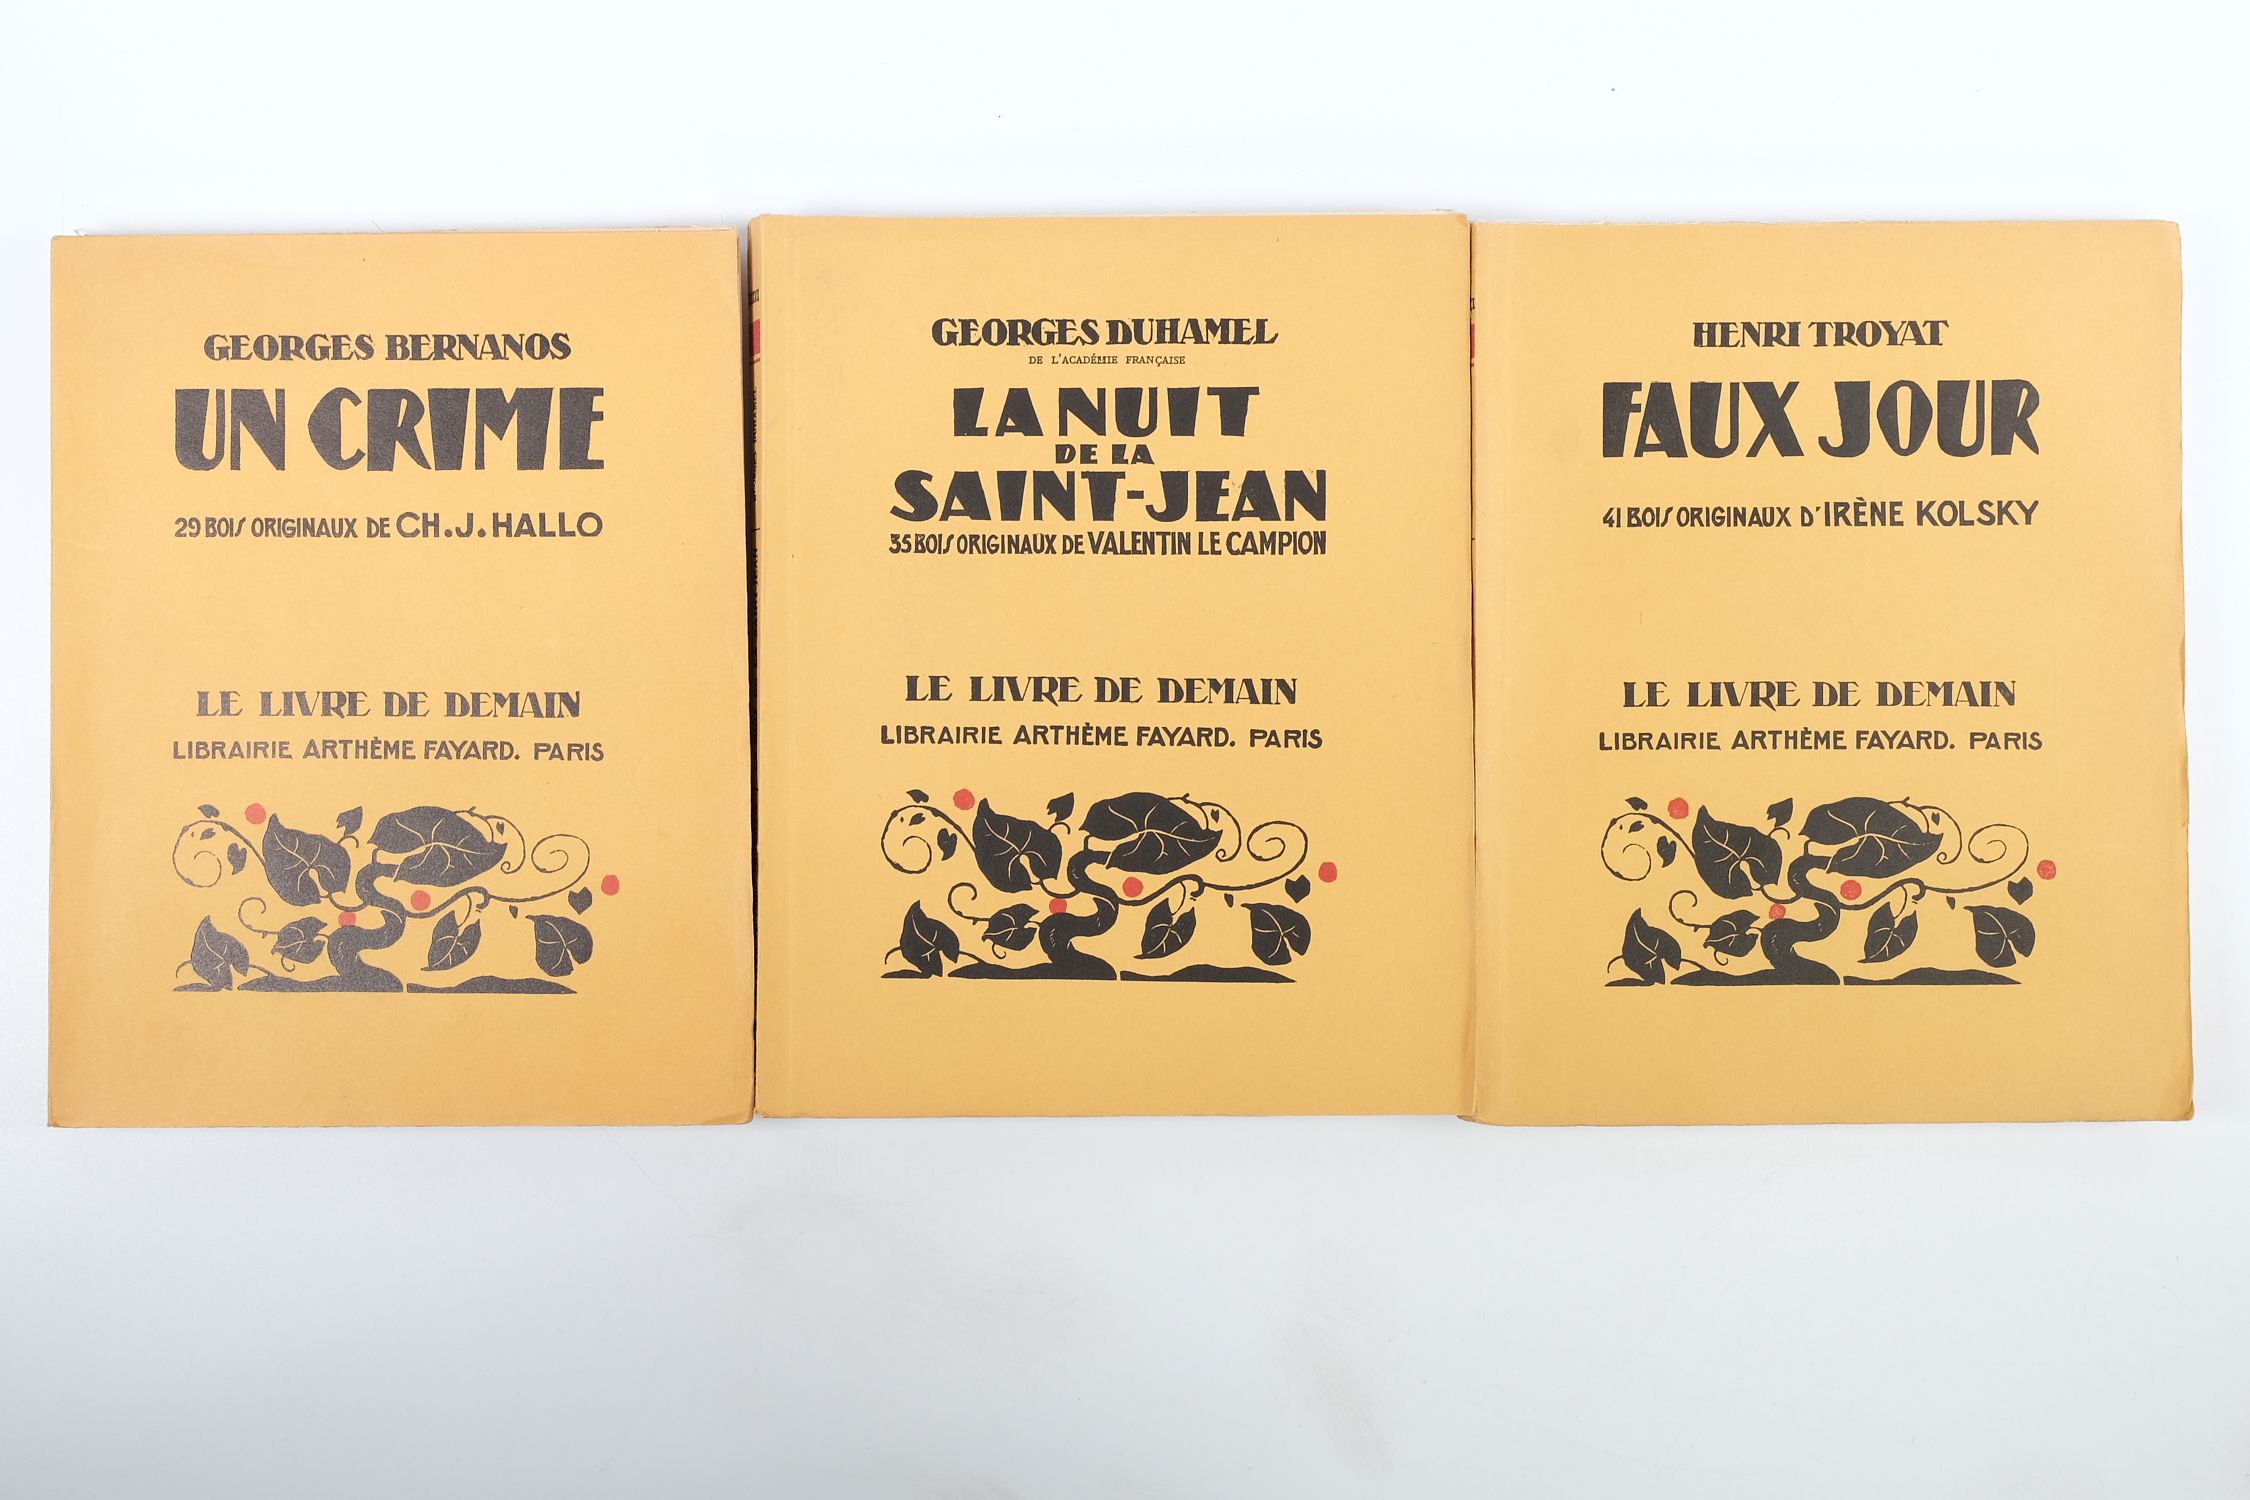 GEORGES BERNANOS
UN CRIME
29 BOIS ORIGINAUX DE CH. J. HALLO
LE LIVRE DE DEMAIN
LIBRAIRIE ARTHÈME FAYARD. PARIS
GEORGES DUHAMEL
DE L'ACADÉMIE FRANÇAISE
LA NUIT
DE LA
SAINT-JEAN
35 BOIS ORIGINAUX DE VALENTIN LE CAMPION
LE LIVRE DE DEMAIN
LIBRAIRIE ARTHÈME FAYARD. PARIS
HENRI TROYAT
FAUX JOUR
41 BOIS ORIGINAUX D'IRÈNE KOLSKY
LE LIVRE DE DEMAIN
LIBRAIRIE ARTHÈME FAYARD. PARIS